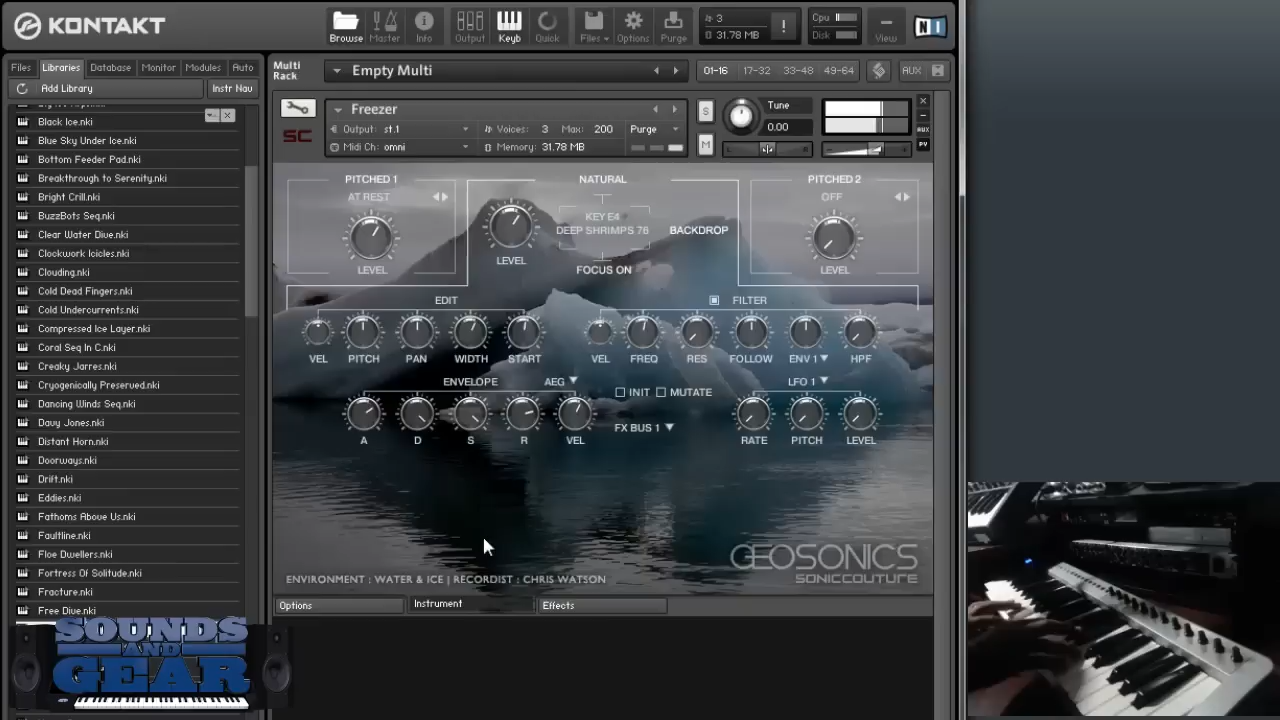 KONTAKT
Browse Master Info Output Keyb Quick Files Options Purge
3
31.78 MB
!
Cpu
Disk
View
NI
Files Libraries Database Monitor Modules Auto
Add Library
Instr Nav
Black Ice.nki
Blue Sky Under Ice.nki
Bottom Feeder Pad.nki
Breakthrough to Serenity.nki
Bright Crill.nki
BuzzBots Seq.nki
Clear Water Dive.nki
Clockwork Icicles.nki
Clouding.nki
Cold Dead Fingers.nki
Cold Undercurrents.nki
Compressed Ice Layer.nki
Coral Seq In C.nki
Creaky Jarres.nki
Cryogenically Preserved.nki
Dancing Winds Seq.nki
Davy Jones.nki
Distant Horn.nki
Doorways.nki
Drift.nki
Eddies.nki
Fathoms Above Us.nki
Faultline.nki
Floe Dwellers.nki
Fortress Of Solitude.nki
Fracture.nki
Free Dive.nki
SOUNDS
AND
GEAR
Multi
Rack
Empty Multi
01-16 17-32 33-48 49-64
AUX
SC
Freezer
Output: st.1 Voices: 3 Max: 200 Purge
Midi Ch: omni Memory: 31.78 MB
S
M
Tune
0.00
L R
AUX
PV
PITCHED 1
AT REST
LEVEL
NATURAL
LEVEL
KEY E4
DEEP SHRIMPS 76
BACKDROP
FOCUS ON
PITCHED 2
OFF
LEVEL
EDIT
VEL PITCH PAN WIDTH START
FILTER
VEL FREQ RES FOLLOW ENV 1 HPF
ENVELOPE AEG
A D S R VEL
INIT MUTATE
FX BUS 1
LFO 1
RATE PITCH LEVEL
GEOSONICS
SONICCOUTURE
ENVIRONMENT : WATER & ICE | RECORDIST : CHRIS WATSON
Options Instrument Effects